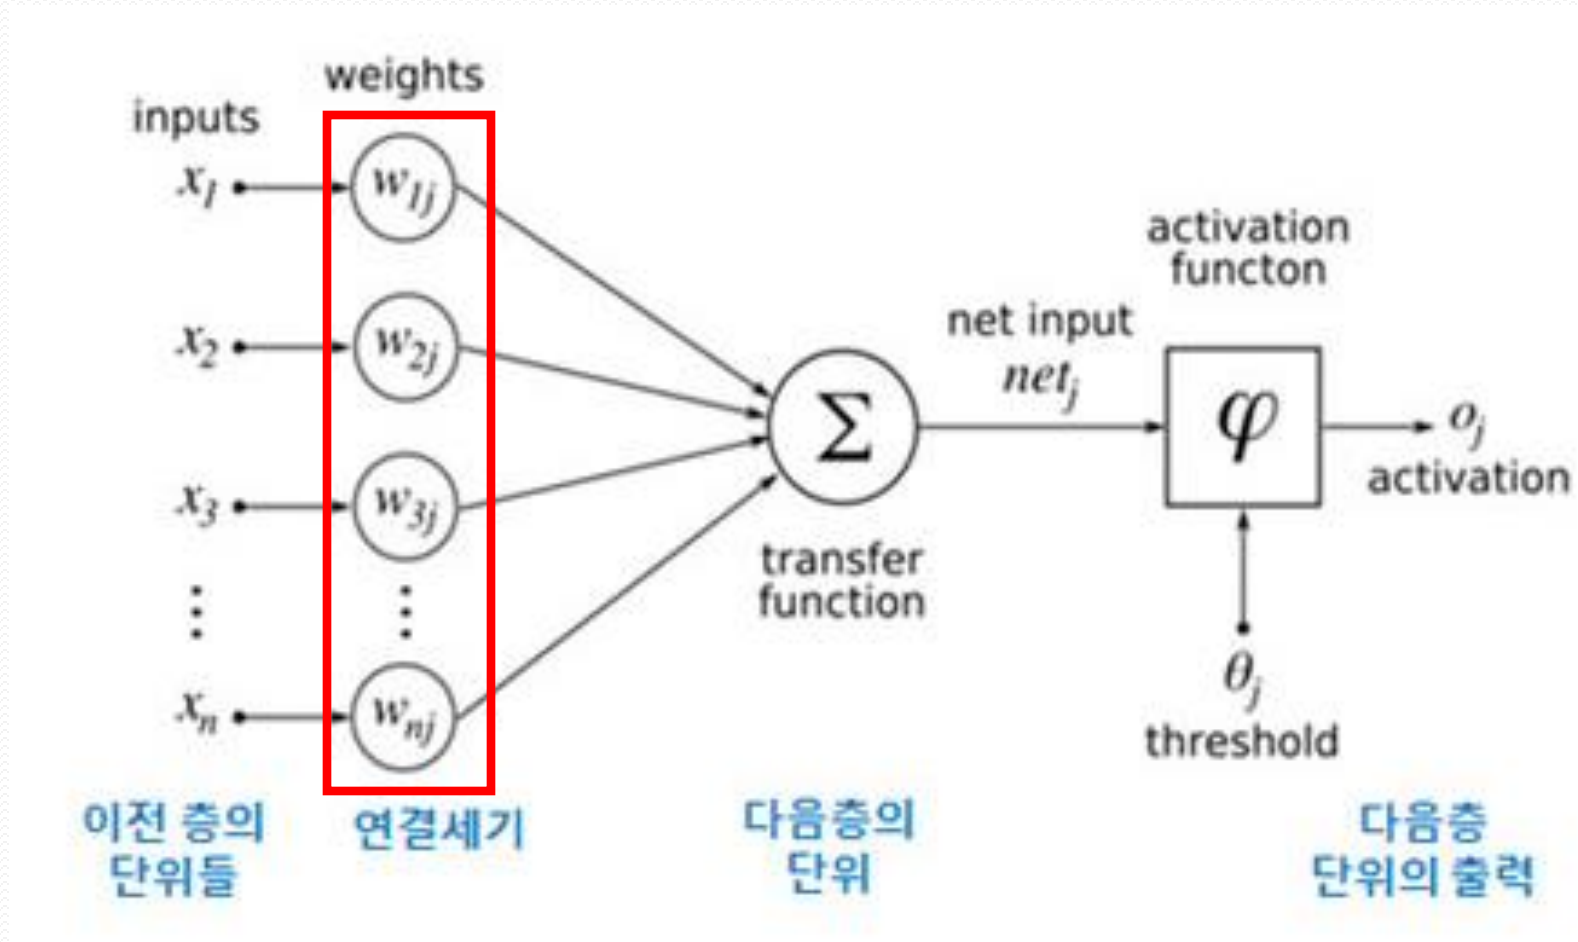 weights
inputs
x1
w1j
x2
w2j
x3
w3j
⋮
⋮
xn
wnj
Σ
transfer
function
net input
netj
activation
functon
φ
oj
activation
θj
threshold
이전 층의
단위들
연결세기
다음층의
단위
다음층
단위의 출력